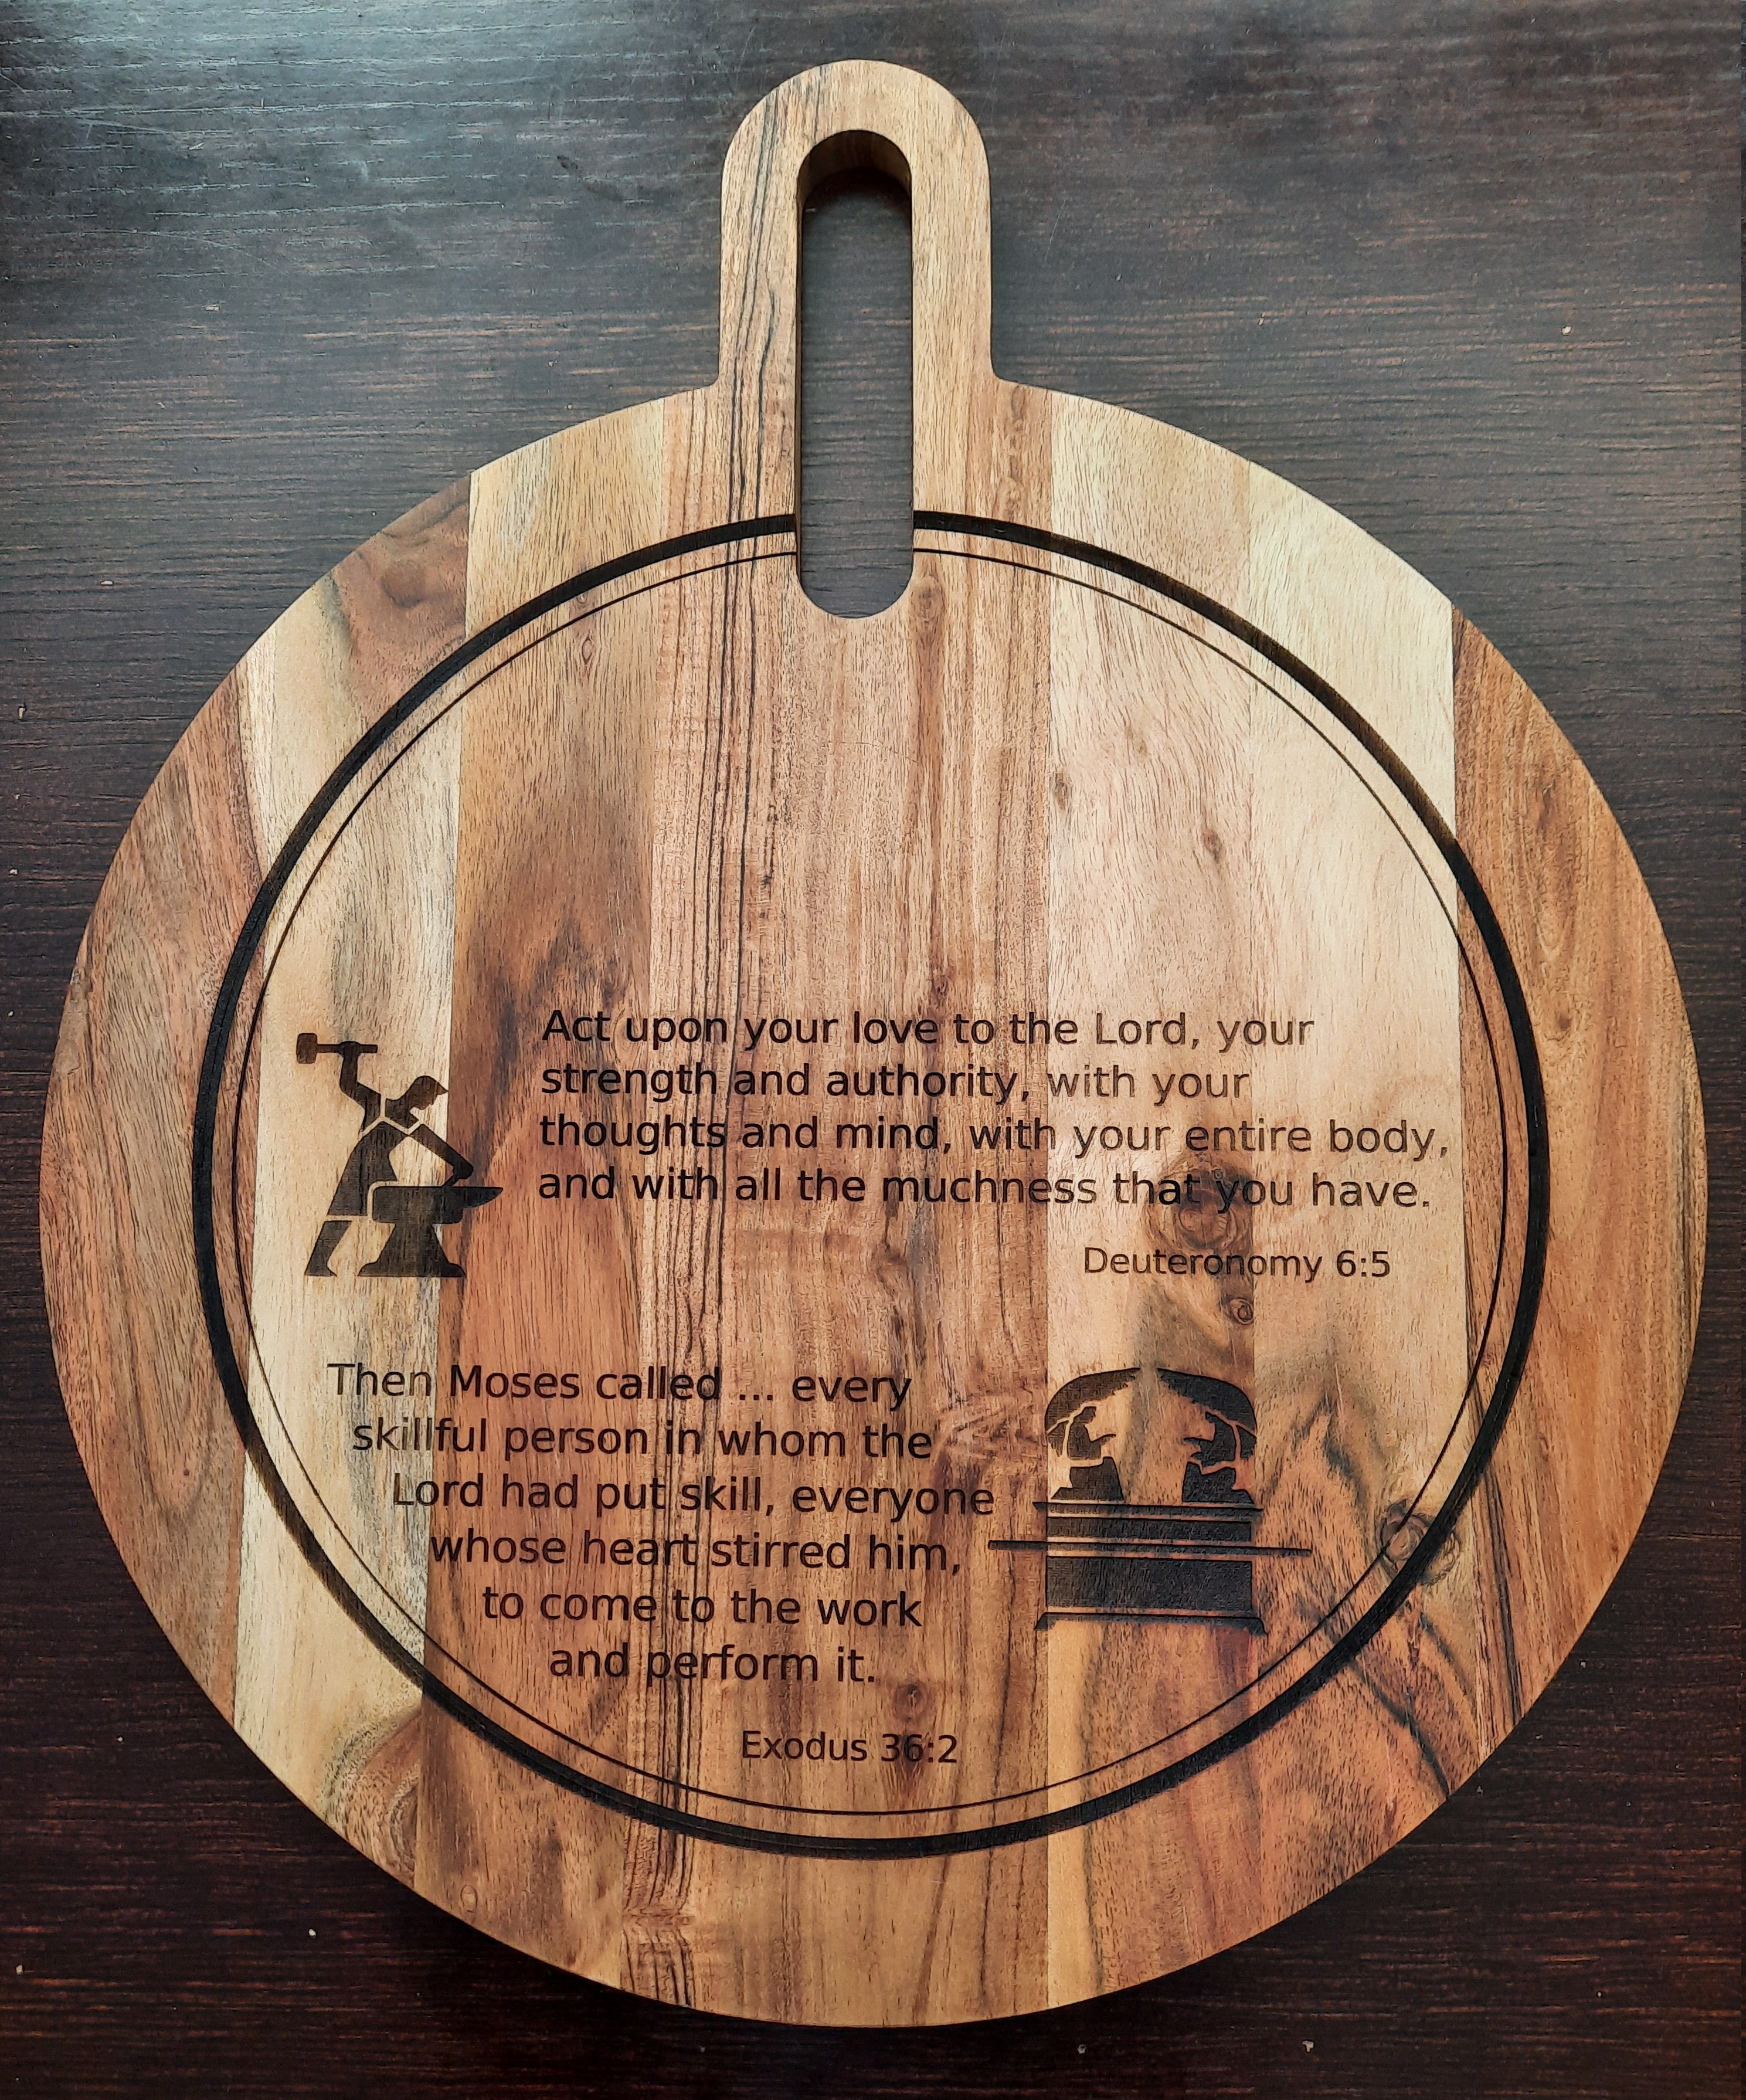 Act upon your love to the Lord, your
strength and authority, with your
thoughts and mind, with your entire body,
and with all the muchness that you have.
Deuteronomy 6:5
Then Moses called ... every
skillful person in whom the
Lord had put skill, everyone
whose heart stirred him,
to come to the work
and perform it.
Exodus 36:2